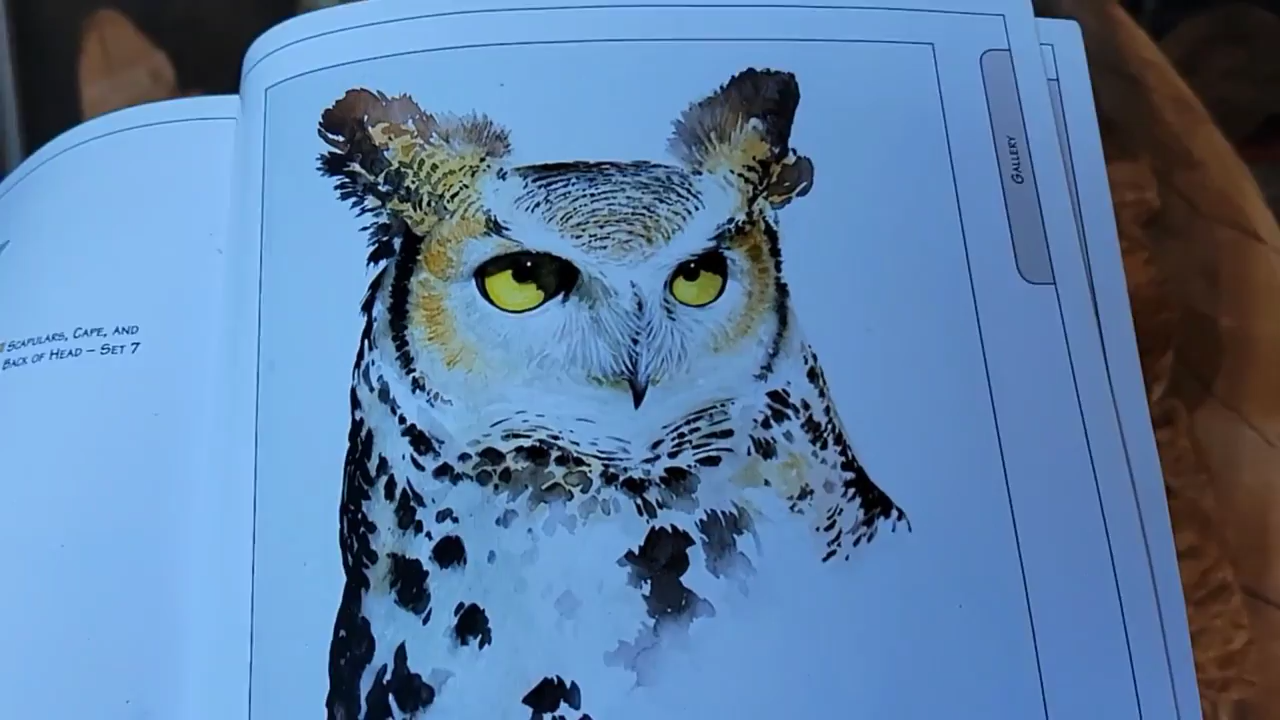 Scapulars, Cape, and
Back of Head – Set 7
Gallery